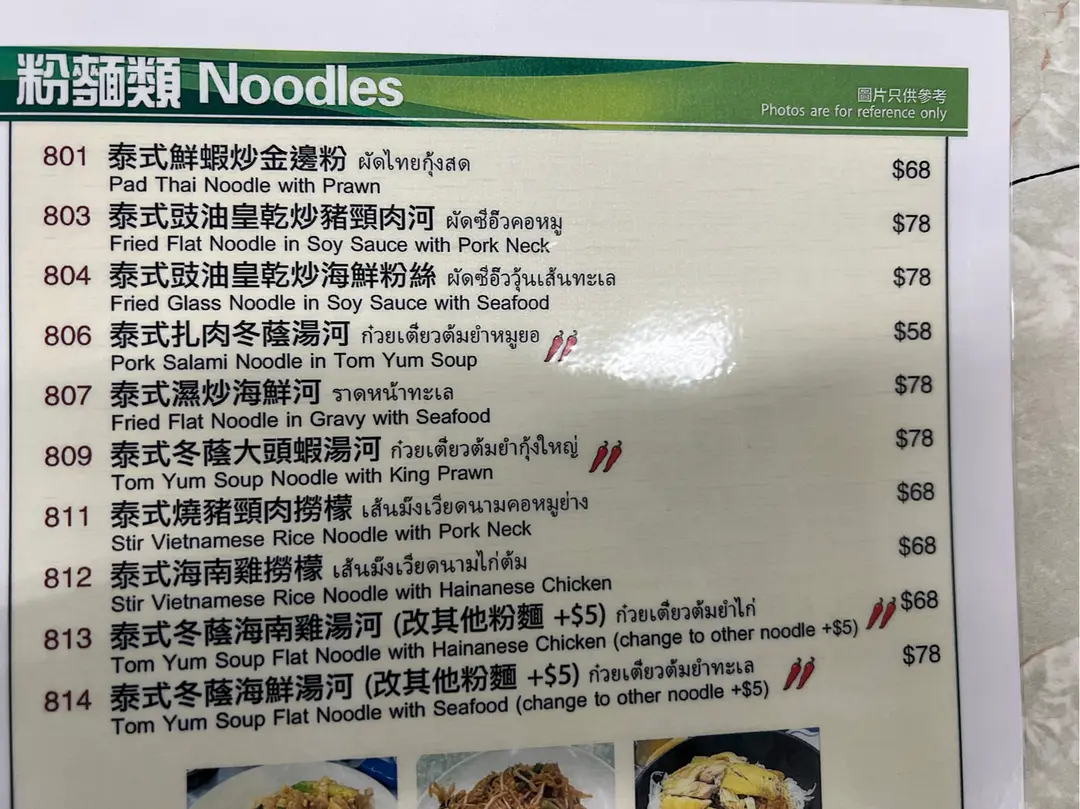 粉麵類 Noodles
圖片只供參考
Photos are for reference only
801 泰式鮮蝦炒金邊粉 ผัดไทยกุ้งสด $68
Pad Thai Noodle with Prawn
803 泰式豉油皇乾炒豬頸肉河 ผัดซีอิ๊วคอหมู $78
Fried Flat Noodle in Soy Sauce with Pork Neck
804 泰式豉油皇乾炒海鮮粉絲 ผัดซีอิ๊ววุ้นเส้นทะเล $78
Fried Glass Noodle in Soy Sauce with Seafood
806 泰式扎肉冬蔭湯河 ก๋วยเตี๋ยวต้มยำหมูยอ $58
Pork Salami Noodle in Tom Yum Soup
807 泰式濕炒海鮮河 ราดหน้าทะเล $78
Fried Flat Noodle in Gravy with Seafood
809 泰式冬蔭大頭蝦湯河 ก๋วยเตี๋ยวต้มยำกุ้งใหญ่ $78
Tom Yum Soup Noodle with King Prawn
811 泰式燒豬頸肉撈檬 เส้นมั๊งเวียดนามคอหมูย่าง $68
Stir Vietnamese Rice Noodle with Pork Neck
812 泰式海南雞撈檬 เส้นมั๊งเวียดนามไก่ต้ม $68
Stir Vietnamese Rice Noodle with Hainanese Chicken
813 泰式冬蔭海南雞湯河 (改其他粉麵 +$5) ก๋วยเตี๋ยวต้มยำไก่ $68
Tom Yum Soup Flat Noodle with Hainanese Chicken (change to other noodle +$5)
814 泰式冬蔭海鮮湯河 (改其他粉麵 +$5) ก๋วยเตี๋ยวต้มยำทะเล $78
Tom Yum Soup Flat Noodle with Seafood (change to other noodle +$5)